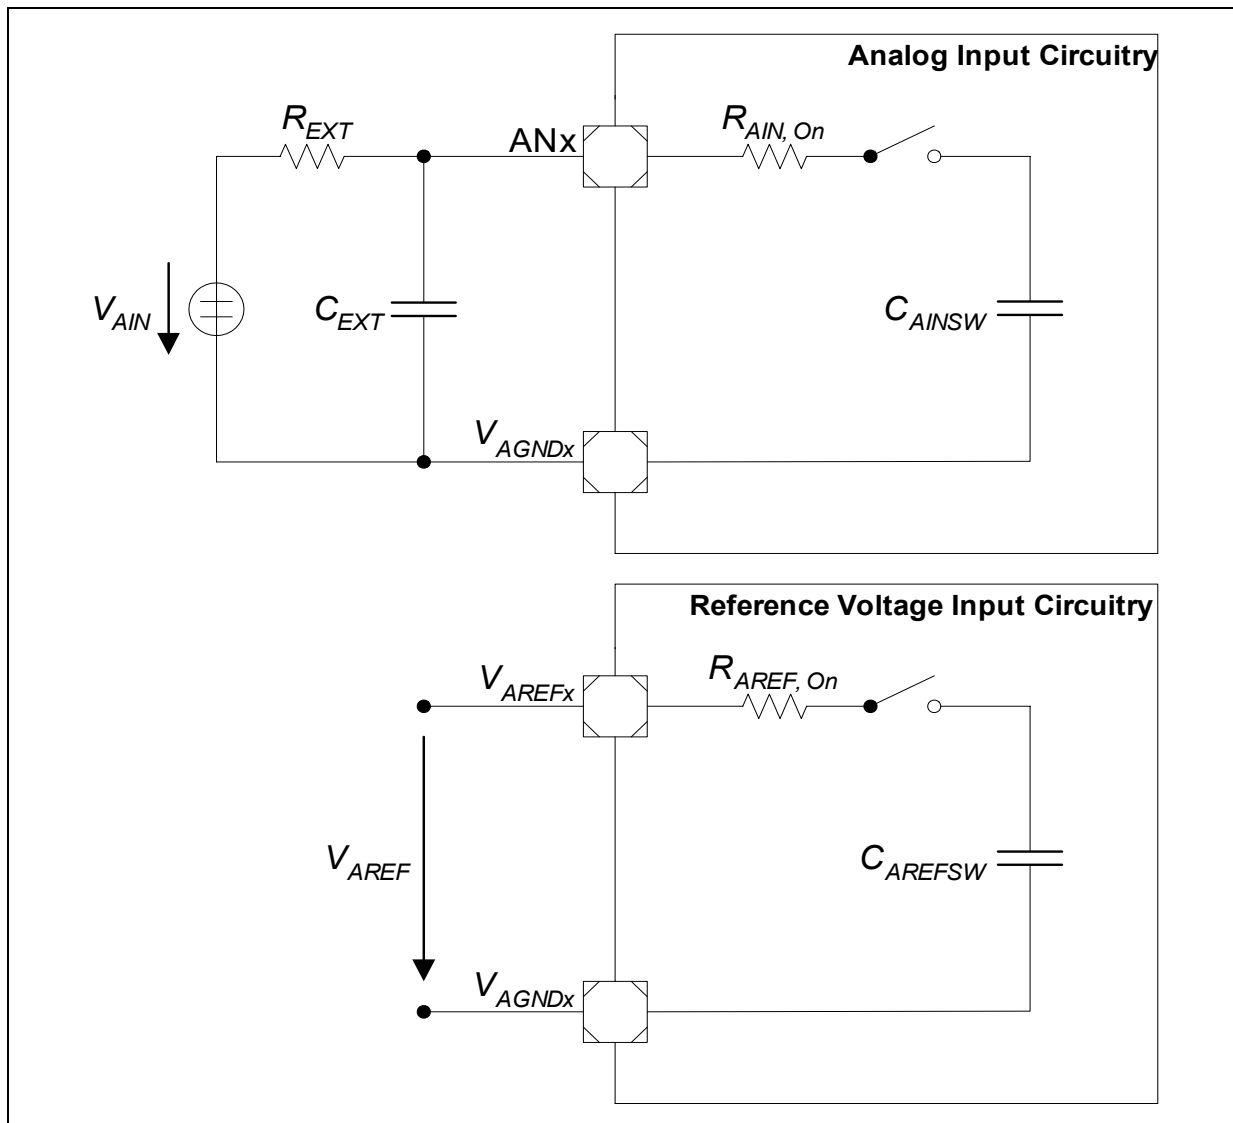 Analog Input Circuitry
R_EXT
ANx
R_AIN, On
V_AIN
C_EXT
C_AINSW
V_AGNDx
Reference Voltage Input Circuitry
V_AREFx
R_AREF, On
V_AREF
C_AREFSW
V_AGNDx